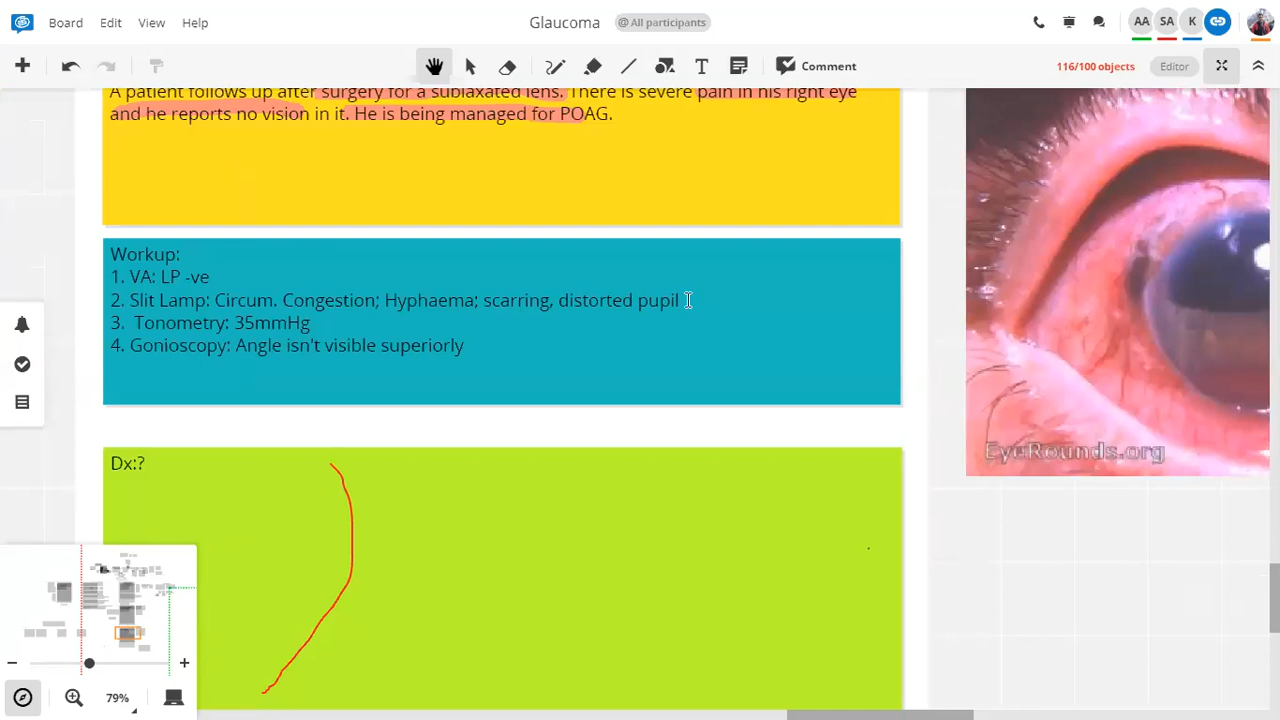 Board Edit View Help
Glaucoma
@ All participants
AA SA K
Comment
116/100 objects
Editor
A patient follows up after surgery for a sublaxated lens. There is severe pain in his right eye
and he reports no vision in it. He is being managed for POAG.
Workup:
1. VA: LP -ve
2. Slit Lamp: Circum. Congestion; Hyphaema; scarring, distorted pupil
3. Tonometry: 35mmHg
4. Gonioscopy: Angle isn't visible superiorly
EyeRounds.org
Dx:?
79%